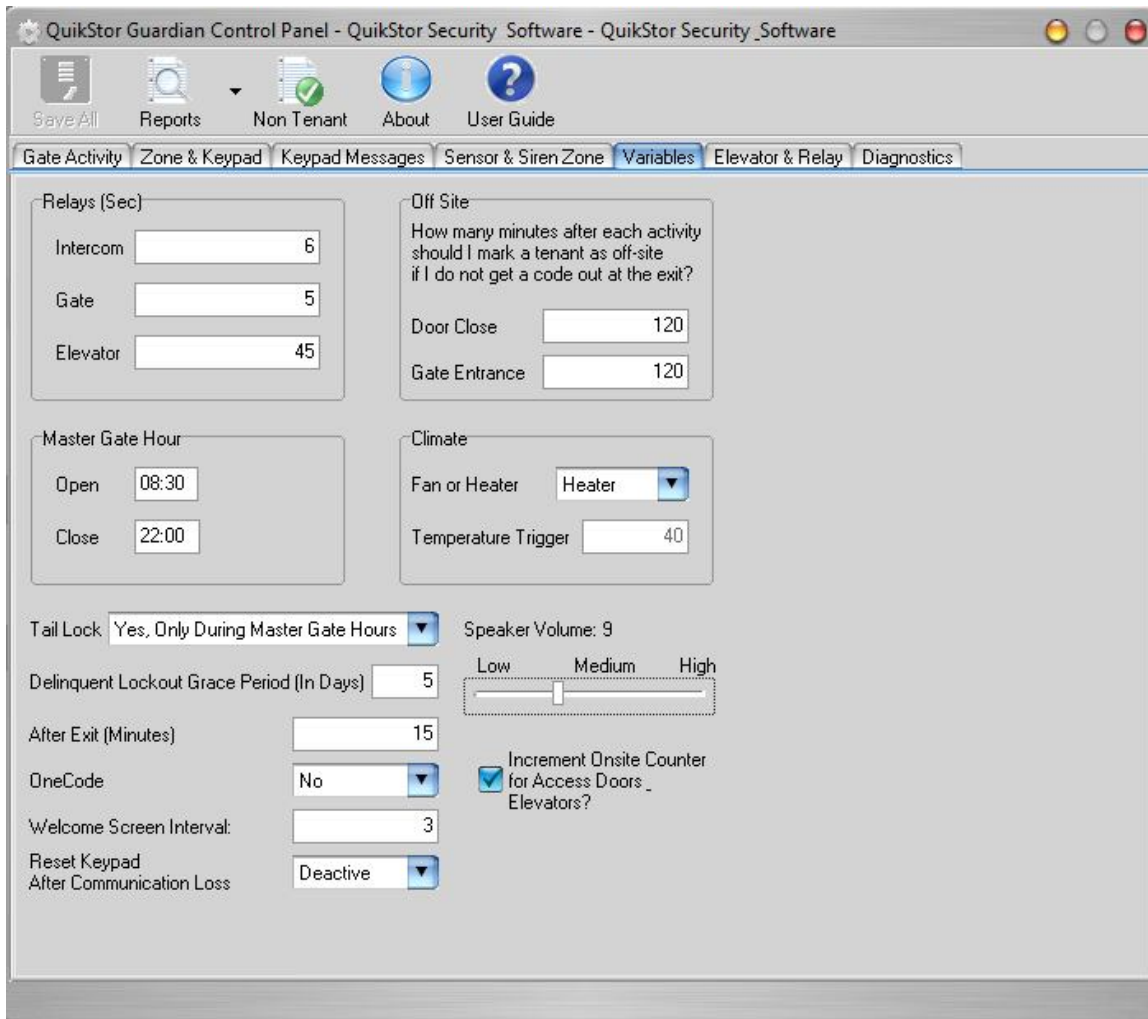 QuikStor Guardian Control Panel - QuikStor Security Software - QuikStor Security _Software
Save All
Reports
Non Tenant
About
User Guide
Gate Activity
Zone & Keypad
Keypad Messages
Sensor & Siren Zone
Variables
Elevator & Relay
Diagnostics
Relays (Sec)
Intercom 6
Gate 5
Elevator 45
Off Site
How many minutes after each activity
should I mark a tenant as off-site
if I do not get a code out at the exit?
Door Close 120
Gate Entrance 120
Master Gate Hour
Open 08:30
Close 22:00
Climate
Fan or Heater Heater
Temperature Trigger 40
Tail Lock Yes, Only During Master Gate Hours
Delinquent Lockout Grace Period (In Days) 5
After Exit (Minutes) 15
OneCode No
Welcome Screen Interval: 3
Reset Keypad
After Communication Loss Deactive
Speaker Volume: 9
Low Medium High
Increment Onsite Counter
for Access Doors _
Elevators?